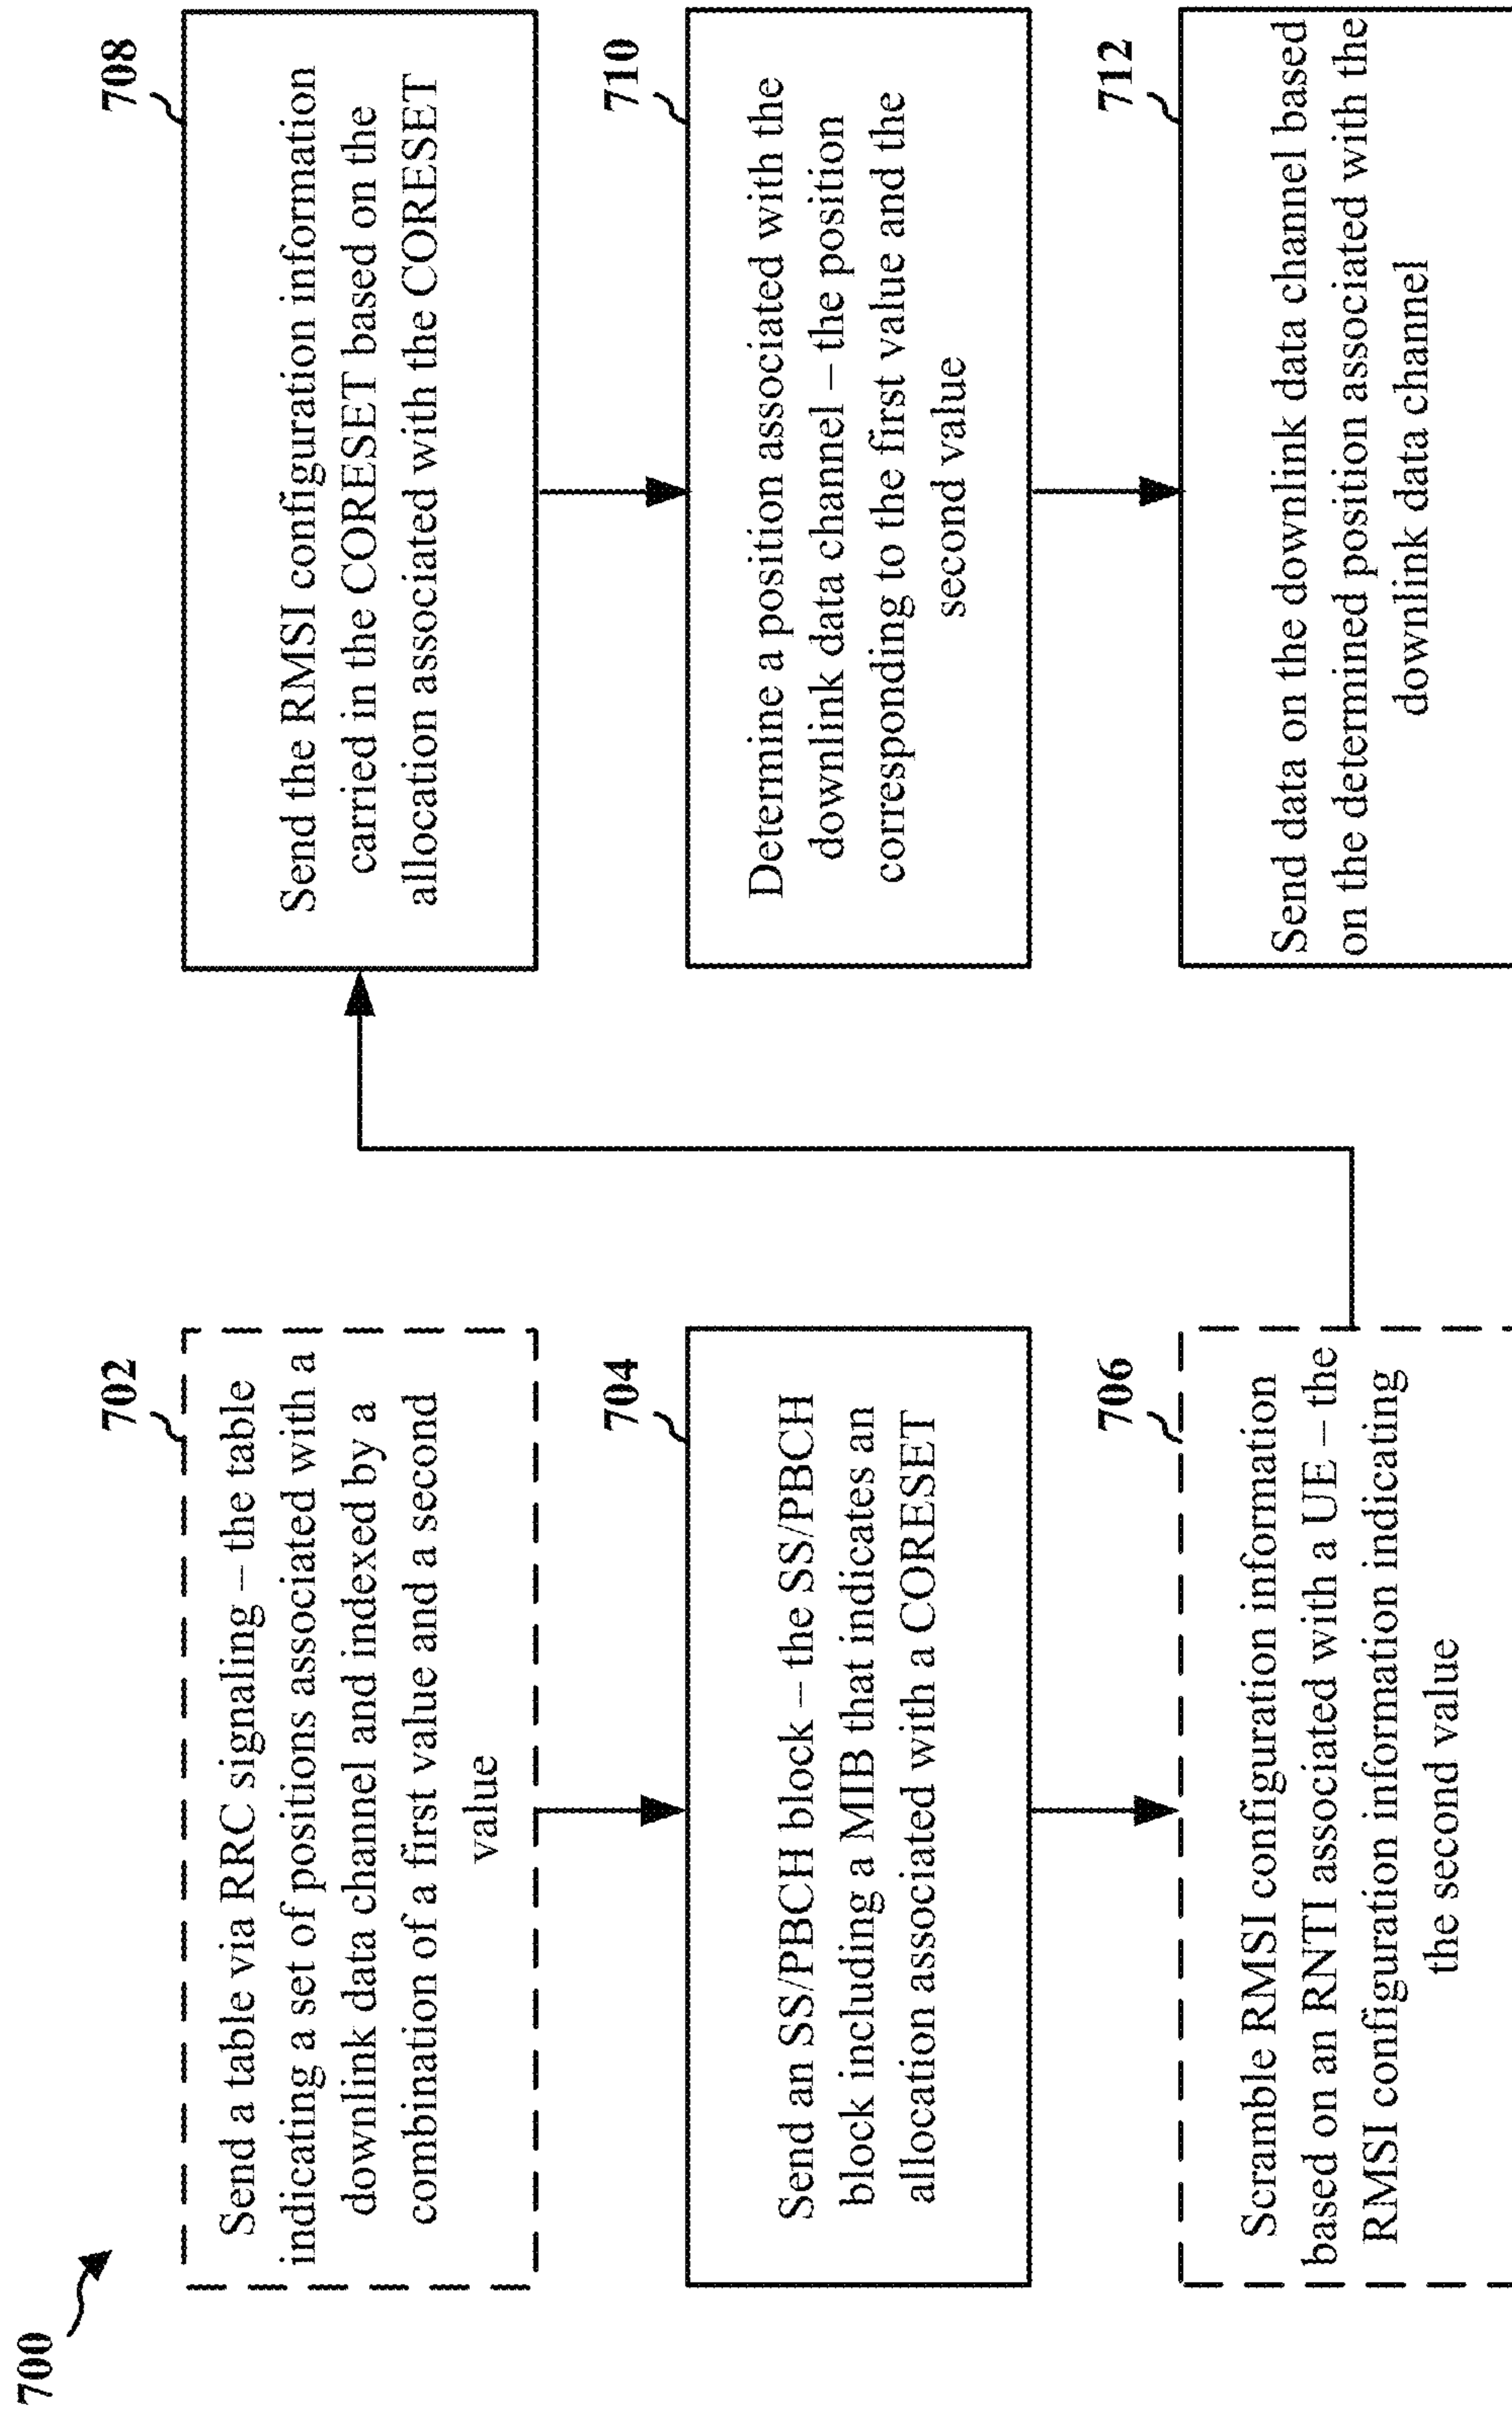 700
702
Send a table via RRC signaling – the table
indicating a set of positions associated with a
downlink data channel and indexed by a
combination of a first value and a second
value
704
Send an SS/PBCH block – the SS/PBCH
block including a MIB that indicates an
allocation associated with a CORESET
706
Scramble RMSI configuration information
based on an RNTI associated with a UE – the
RMSI configuration information indicating
the second value
708
Send the RMSI configuration information
carried in the CORESET based on the
allocation associated with the CORESET
710
Determine a position associated with the
downlink data channel – the position
corresponding to the first value and the
second value
712
Send data on the downlink data channel based
on the determined position associated with the
downlink data channel